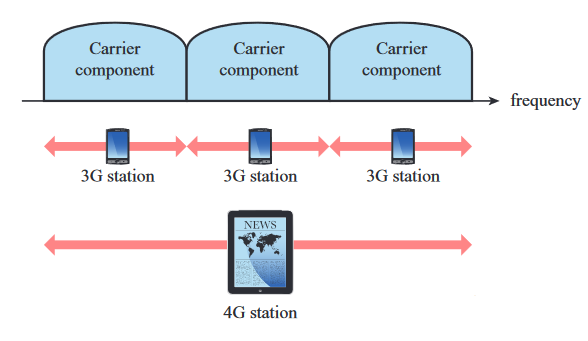 Carrier component
Carrier component
Carrier component
frequency
3G station
3G station
3G station
NEWS
4G station